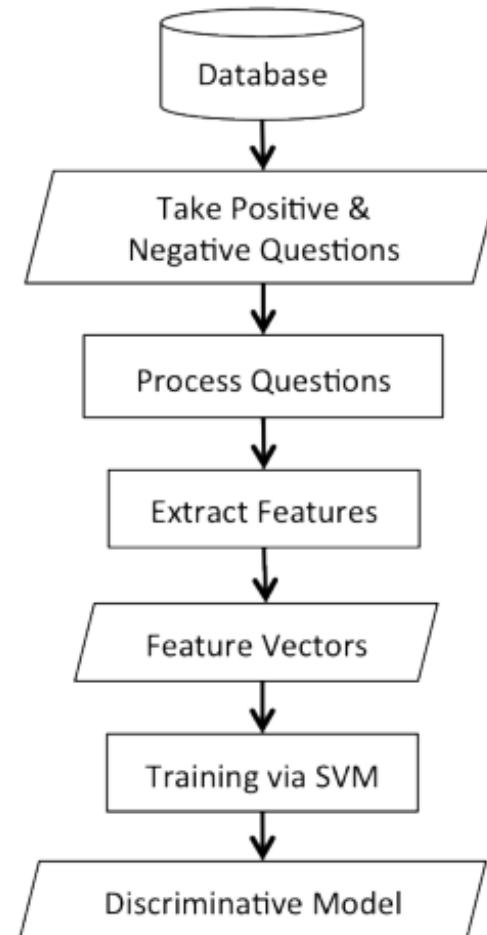 Database
Take Positive &
Negative Questions
Process Questions
Extract Features
Feature Vectors
Training via SVM
Discriminative Model